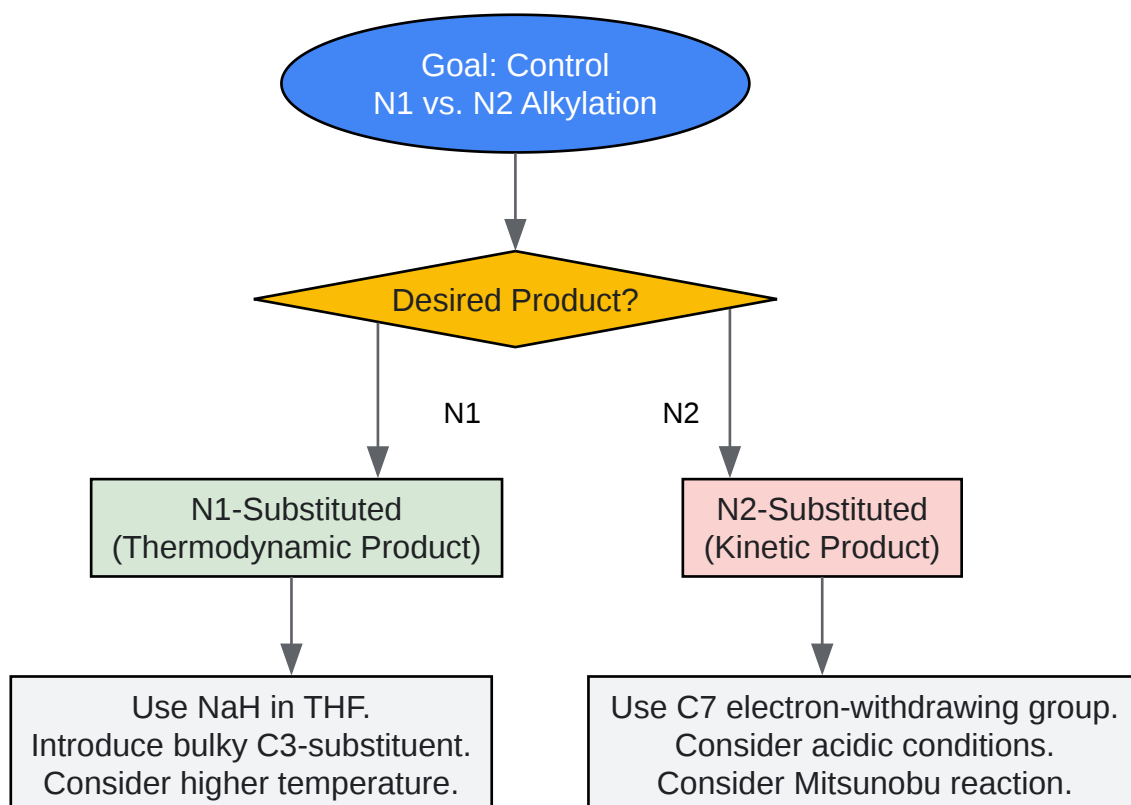 Goal: Control
N1 vs. N2 Alkylation
Desired Product?
N1
N2
N1-Substituted
(Thermodynamic Product)
N2-Substituted
(Kinetic Product)
Use NaH in THF.
Introduce bulky C3-substituent.
Consider higher temperature.
Use C7 electron-withdrawing group.
Consider acidic conditions.
Consider Mitsunobu reaction.